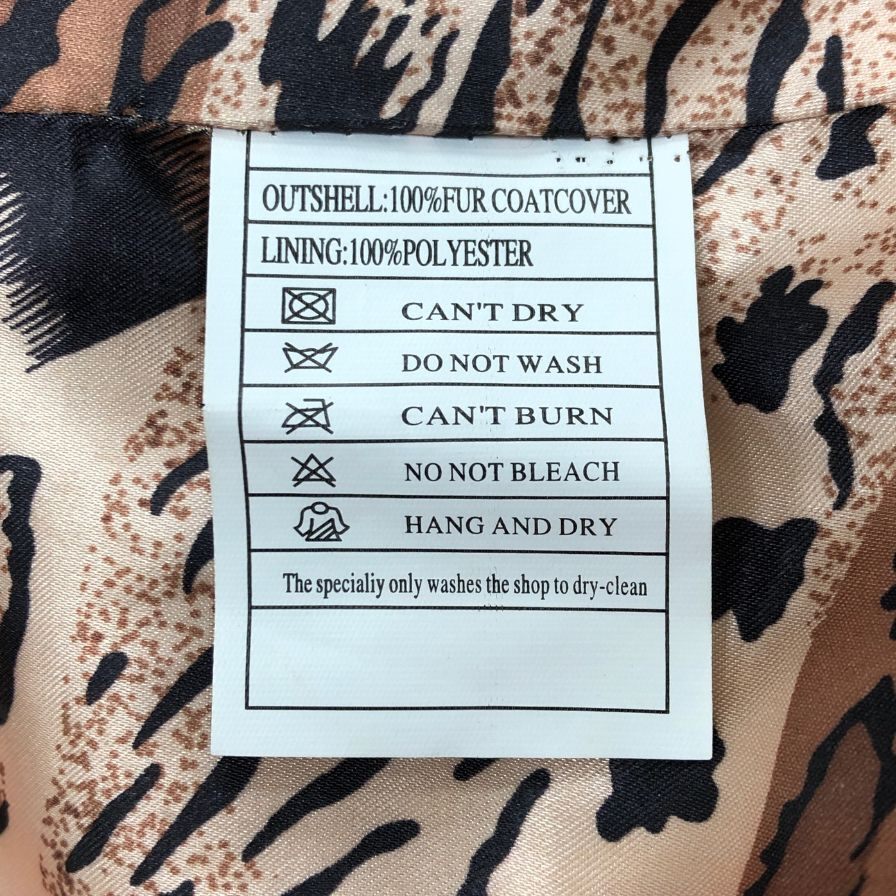 OUTSHELL:100%FUR COATCOVER
LINING:100%POLYESTER
CAN'T DRY
DO NOT WASH
CAN'T BURN
NO NOT BLEACH
HANG AND DRY
The specialiy only washes the shop to dry-clean